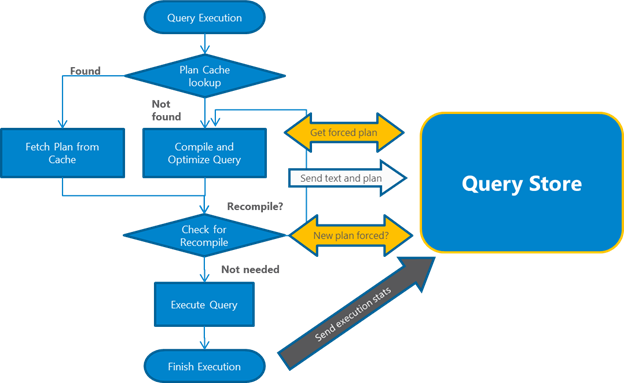 Query Execution
Plan Cache
lookup
Found
Not
found
Fetch Plan from
Cache
Compile and
Optimize Query
Get forced plan
Send text and plan
Query Store
Recompile?
Check for
Recompile
New plan forced?
Not needed
Execute Query
Send execution stats
Finish Execution